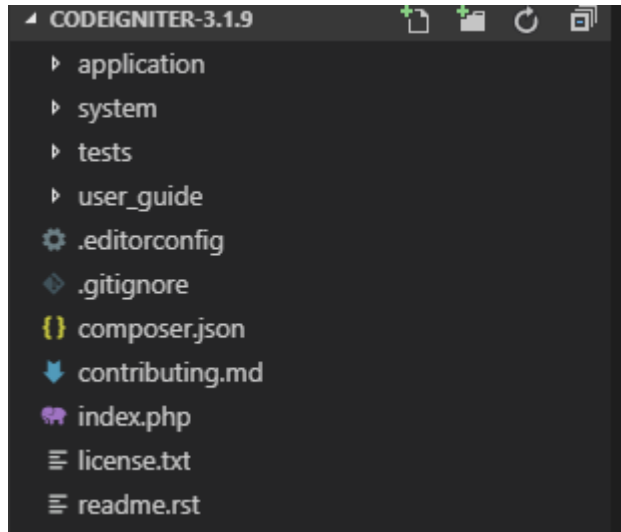 CODEIGNITER-3.1.9
application
system
tests
user_guide
.editorconfig
.gitignore
composer.json
contributing.md
index.php
license.txt
readme.rst